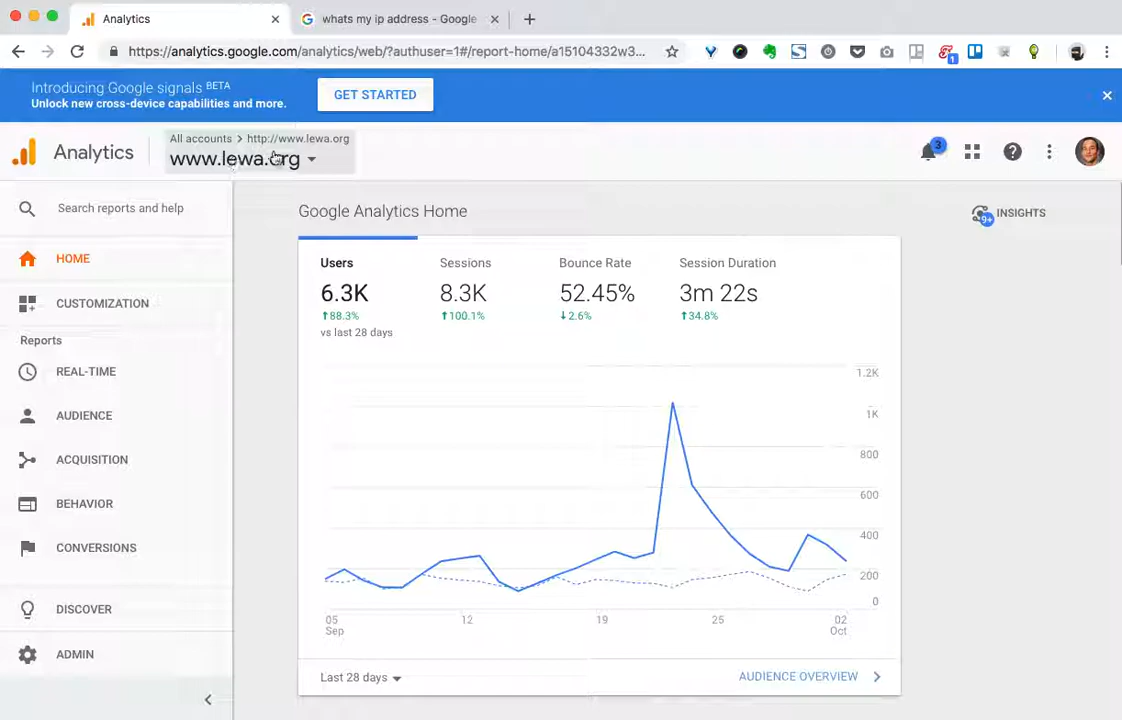 Analytics
whats my ip address - Google
https://analytics.google.com/analytics/web/?authuser=1#/report-home/a15104332w3...
1
Introducing Google signals BETA
Unlock new cross-device capabilities and more.
GET STARTED
Analytics
All accounts > http://www.lewa.org
www.lewa.org
3
Search reports and help
HOME
CUSTOMIZATION
Reports
REAL-TIME
AUDIENCE
ACQUISITION
BEHAVIOR
CONVERSIONS
DISCOVER
ADMIN
Google Analytics Home
INSIGHTS
9+
Users
6.3K
88.3%
vs last 28 days
Sessions
8.3K
100.1%
Bounce Rate
52.45%
2.6%
Session Duration
3m 22s
34.8%
1.2K
1K
800
600
400
200
0
05 Sep
12
19
25
02 Oct
Last 28 days
AUDIENCE OVERVIEW